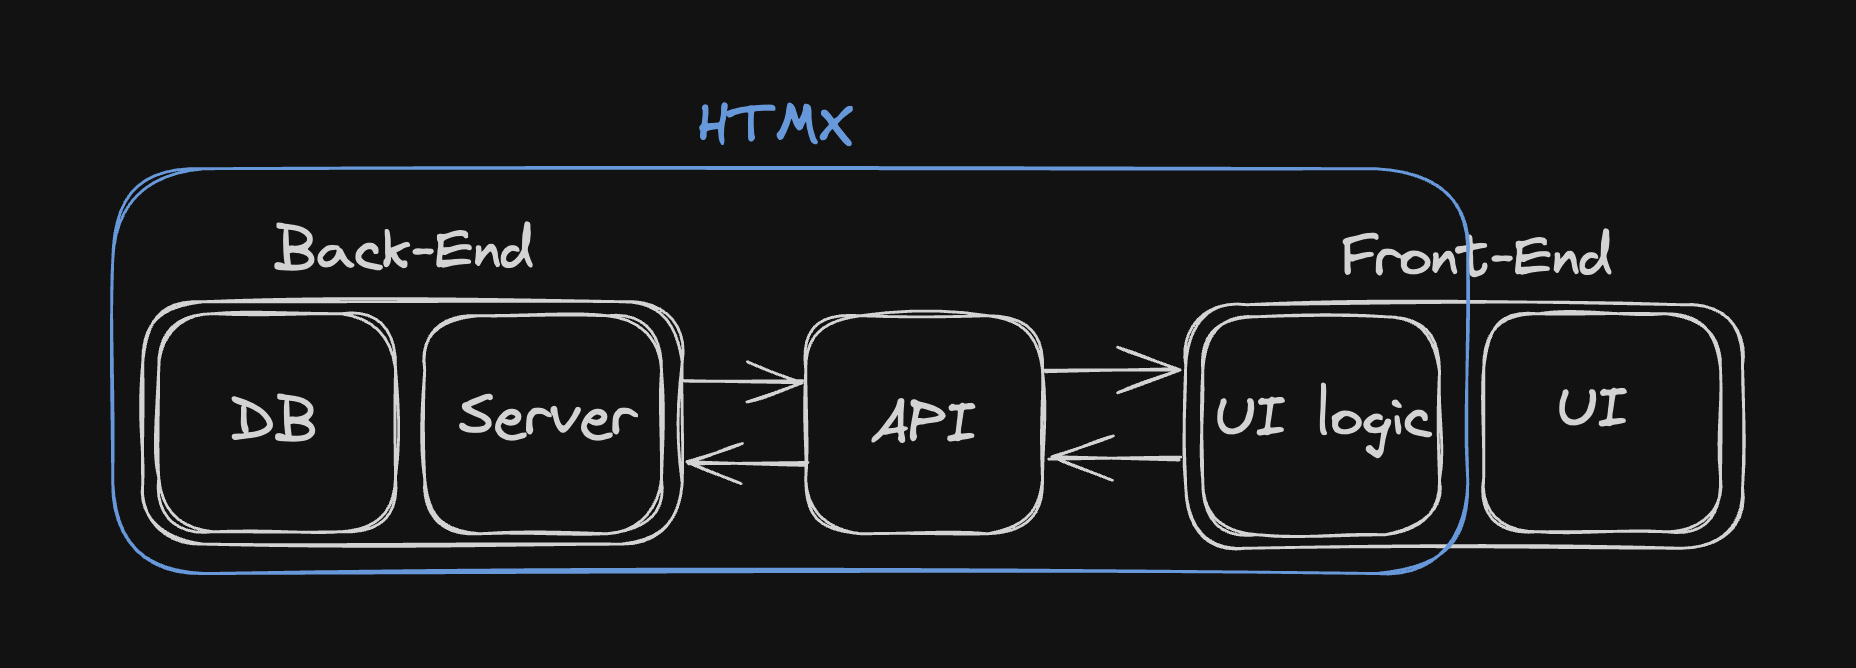 HTMX
Back-End
Front-End
DB
Server
API
UI logic
UI